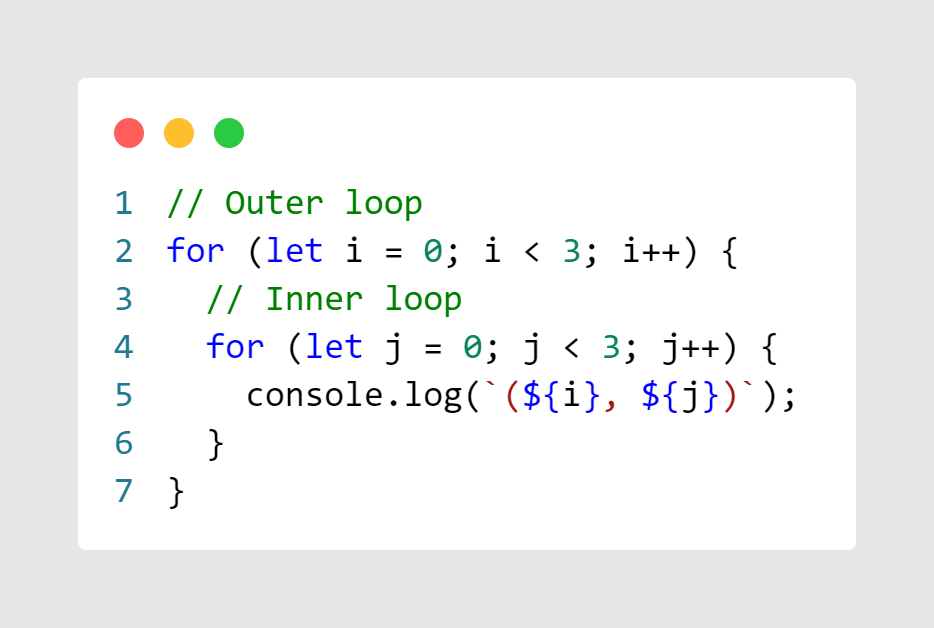 1 // Outer loop
2 for (let i = 0; i < 3; i++) {
3   // Inner loop
4   for (let j = 0; j < 3; j++) {
5     console.log(`(${i}, ${j})`);
6   }
7 }